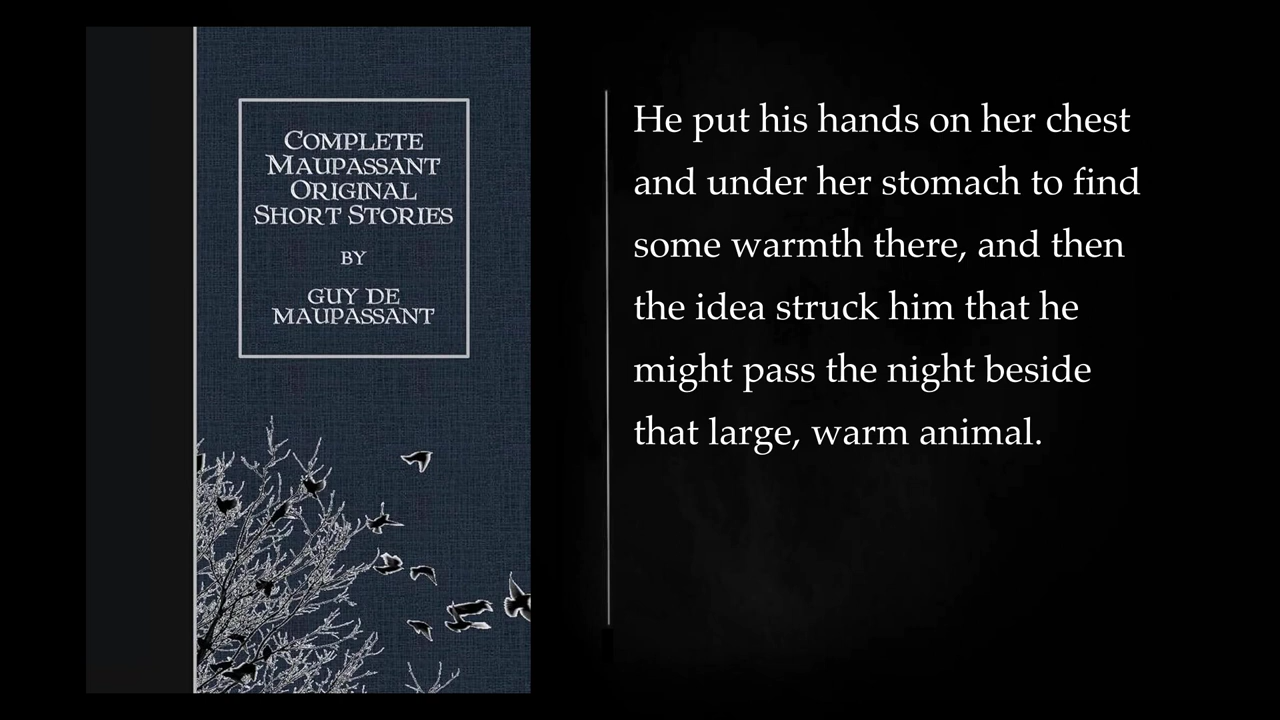 COMPLETE
MAUPASSANT
ORIGINAL
SHORT STORIES
BY
GUY DE
MAUPASSANT
He put his hands on her chest
and under her stomach to find
some warmth there, and then
the idea struck him that he
might pass the night beside
that large, warm animal.